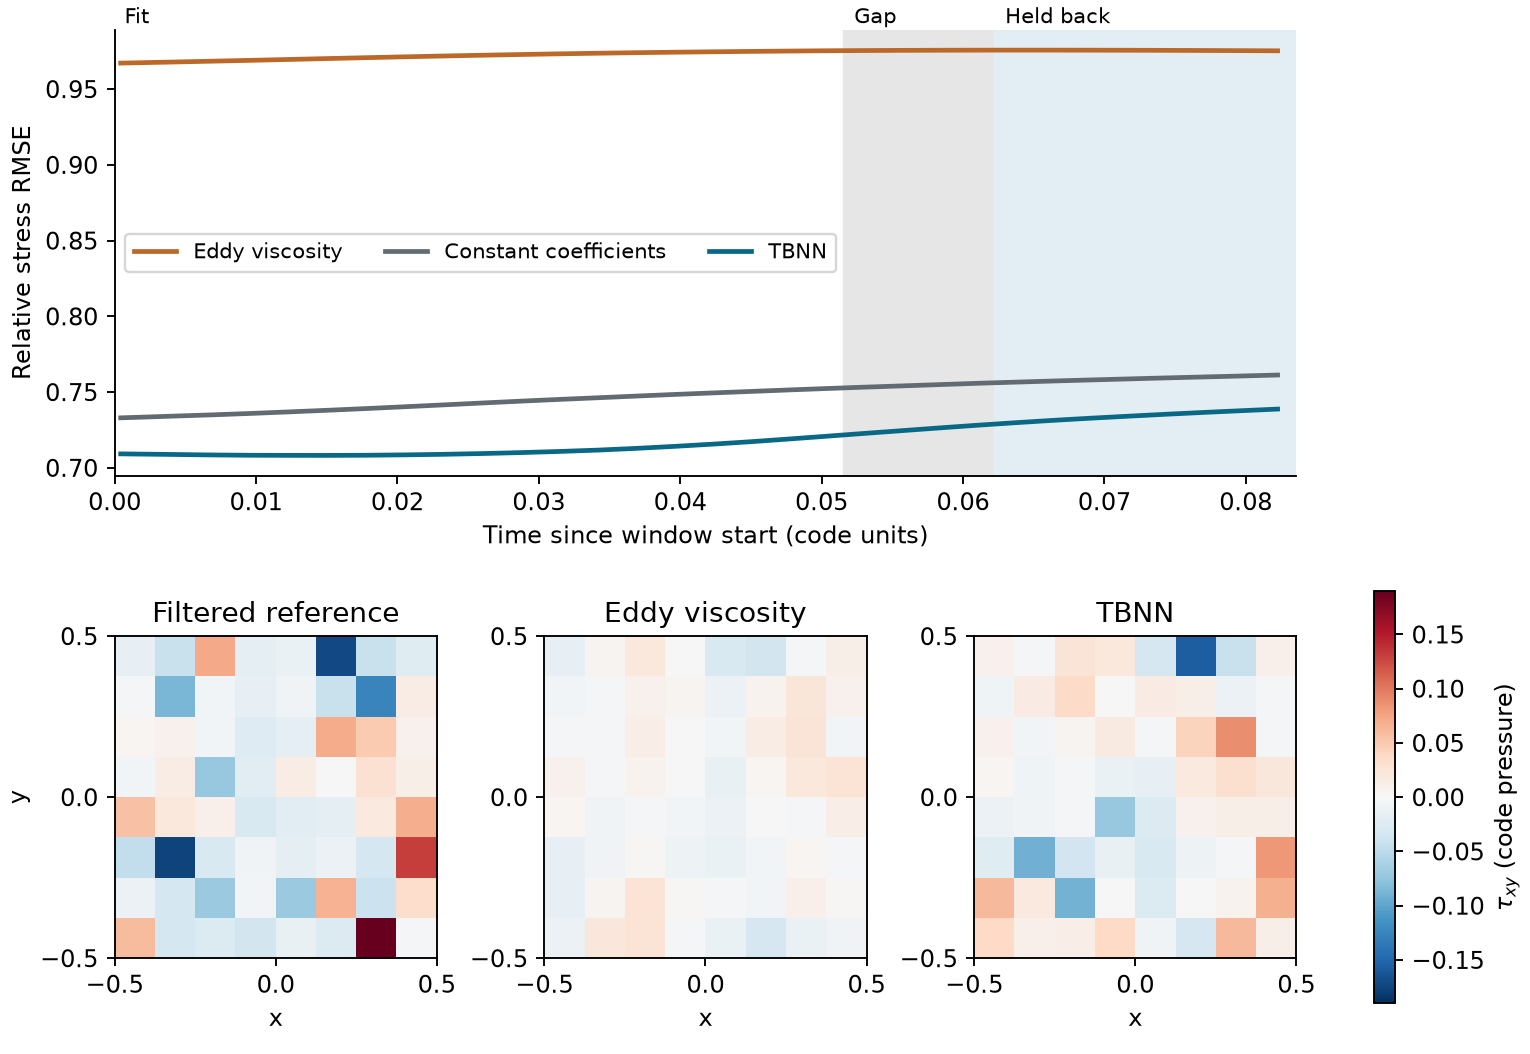 Fit Gap Held back
Relative stress RMSE
0.95
0.90
0.85
0.80
0.75
0.70
Eddy viscosity Constant coefficients TBNN
0.00 0.01 0.02 0.03 0.04 0.05 0.06 0.07 0.08
Time since window start (code units)
Filtered reference
0.5
0.0
−0.5
y
−0.5 0.0 0.5
x
Eddy viscosity
0.5
0.0
−0.5
−0.5 0.0 0.5
x
TBNN
0.5
0.0
−0.5
−0.5 0.0 0.5
x
0.15
0.10
0.05
0.00
−0.05
−0.10
−0.15
τxy (code pressure)